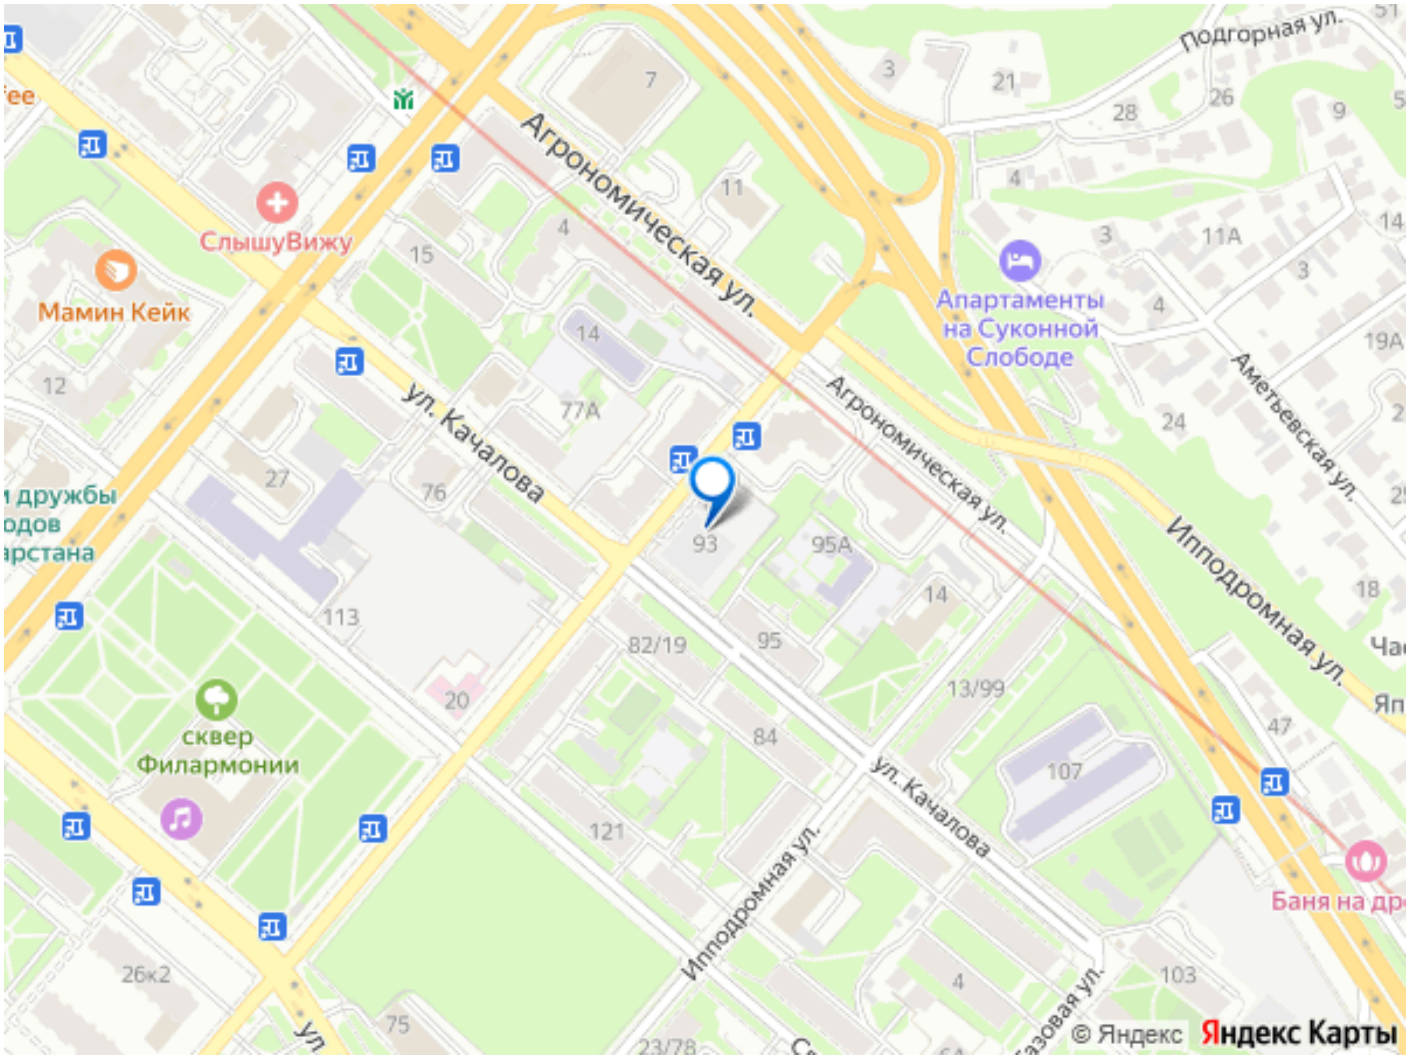 Подгорная ул.
51
7
3
21
28
26
9
Агрономическая ул.
11
4
СлышуВижу
15
4
3
11А
14
3
Мамин Кейк
Апартаменты
на Суконной
Слободе
4
14
19А
12
ул. Качалова
77А
Агрономическая ул.
24
Аметьевская ул.
27
76
и дружбы
одов
арстана
93
95А
Ипподромная ул.
14
18
113
82/19
95
13/99
20
47
сквер
Филармонии
84
107
ул. Качалова
121
Ипподромная ул.
Баня на др
26к2
4
103
75
ул
Газовая ул.
23/78
© Яндекс
Яндекс Карты